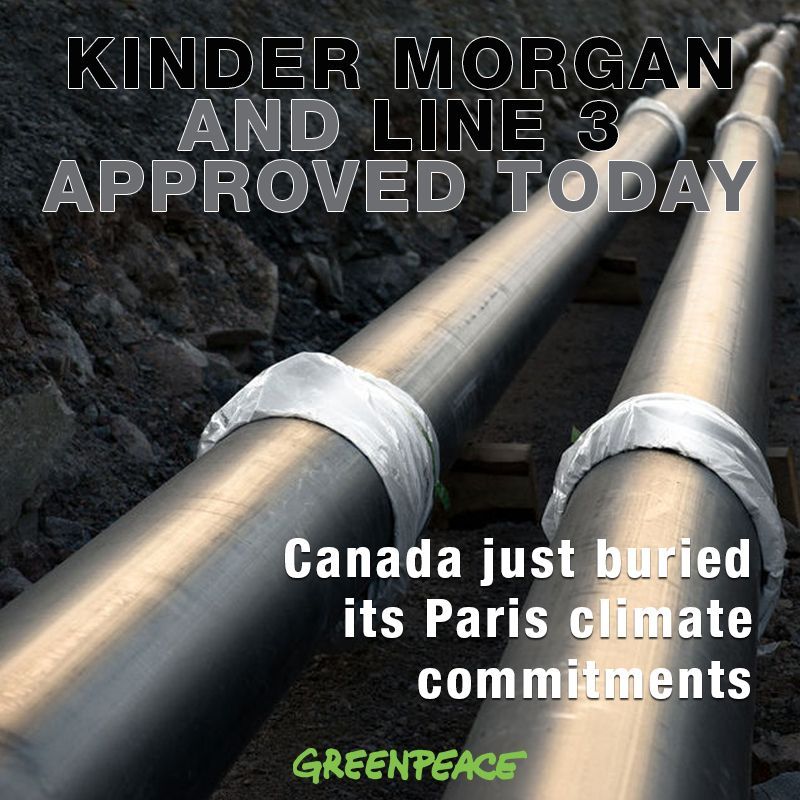 KINDER MORGAN
AND LINE 3
APPROVED TODAY
Canada just buried
its Paris climate
commitments
GREENPEACE